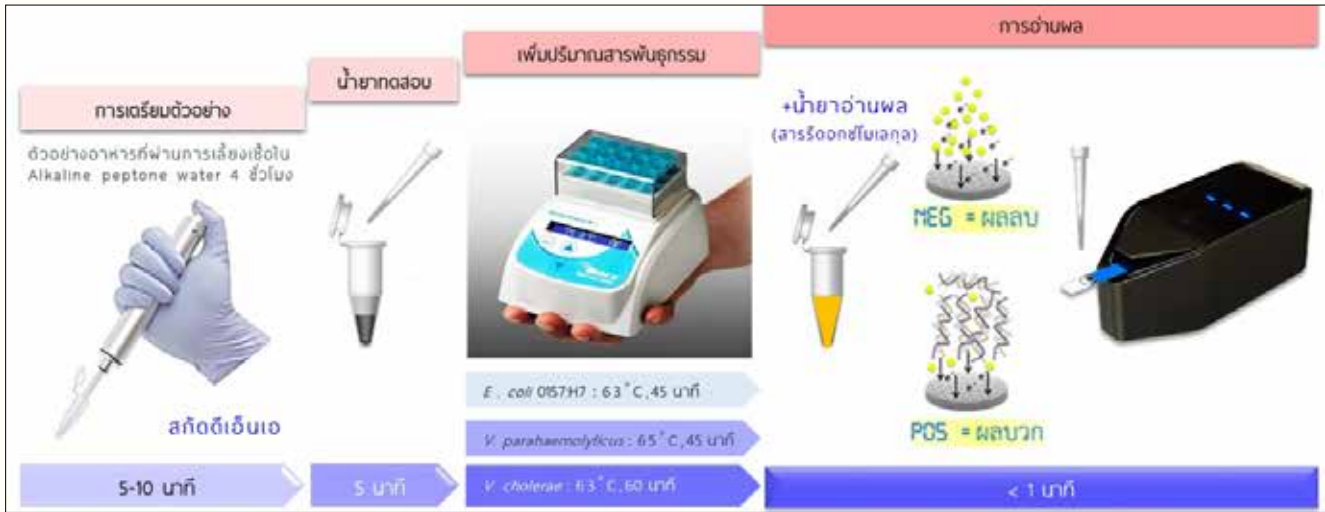 การเตรียมตัวอย่าง
ตัวอย่างอาหารที่ผ่านการเลี้ยงเชื้อใน
Alkaline peptone water 4 ชั่วโมง
สกัดดีเอ็นเอ
5-10 นาที
น้ำยาทดสอบ
5 นาที
เพิ่มปริมาณสารพันธุกรรม
E. coli O157:H7 : 63°C,45 นาที
V. parahaemolyticus : 65°C,45 นาที
V. cholerae : 63°C,60 นาที
การอ่านผล
+น้ำยาอ่านผล
(สารรีดอกซ์โมเลกุล)
NEG = ผลลบ
POS = ผลบวก
< 1 นาที